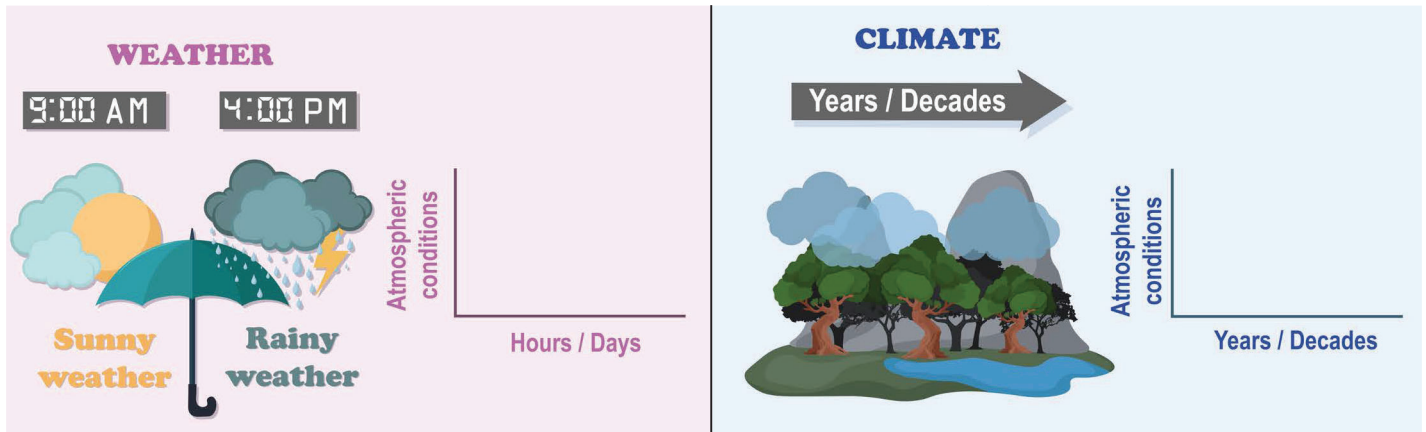 WEATHER
9:00 AM
4:00 PM
Sunny
weather
Rainy
weather
Atmospheric
conditions
Hours / Days
CLIMATE
Years / Decades
Atmospheric
conditions
Years / Decades